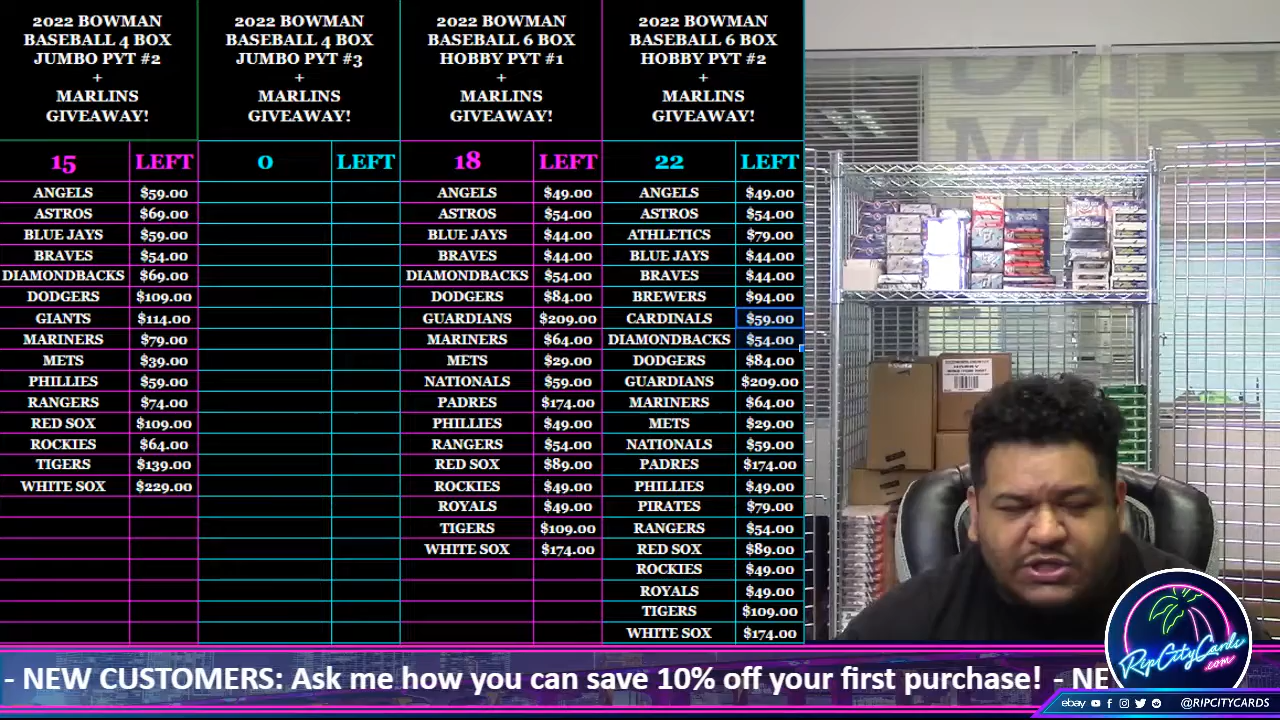 2022 BOWMAN
BASEBALL 4 BOX
JUMBO PYT #2
+
MARLINS
GIVEAWAY!
15 LEFT
ANGELS $59.00
ASTROS $69.00
BLUE JAYS $59.00
BRAVES $54.00
DIAMONDBACKS $69.00
DODGERS $109.00
GIANTS $114.00
MARINERS $79.00
METS $39.00
PHILLIES $59.00
RANGERS $74.00
RED SOX $109.00
ROCKIES $64.00
TIGERS $139.00
WHITE SOX $229.00
2022 BOWMAN
BASEBALL 4 BOX
JUMBO PYT #3
+
MARLINS
GIVEAWAY!
0 LEFT
2022 BOWMAN
BASEBALL 6 BOX
HOBBY PYT #1
+
MARLINS
GIVEAWAY!
18 LEFT
ANGELS $49.00
ASTROS $54.00
BLUE JAYS $44.00
BRAVES $44.00
DIAMONDBACKS $54.00
DODGERS $84.00
GUARDIANS $209.00
MARINERS $64.00
METS $29.00
NATIONALS $59.00
PADRES $174.00
PHILLIES $49.00
RANGERS $54.00
RED SOX $89.00
ROCKIES $49.00
ROYALS $49.00
TIGERS $109.00
WHITE SOX $174.00
2022 BOWMAN
BASEBALL 6 BOX
HOBBY PYT #2
+
MARLINS
GIVEAWAY!
22 LEFT
ANGELS $49.00
ASTROS $54.00
ATHLETICS $79.00
BLUE JAYS $44.00
BRAVES $44.00
BREWERS $94.00
CARDINALS $59.00
DIAMONDBACKS $54.00
DODGERS $84.00
GUARDIANS $209.00
MARINERS $64.00
METS $29.00
NATIONALS $59.00
PADRES $174.00
PHILLIES $49.00
PIRATES $79.00
RANGERS $54.00
RED SOX $89.00
ROCKIES $49.00
ROYALS $49.00
TIGERS $109.00
WHITE SOX $174.00
- NEW CUSTOMERS: Ask me how you can save 10% off your first purchase! - NE
RipCityCards
.com
ebay @RIPCITYCARDS